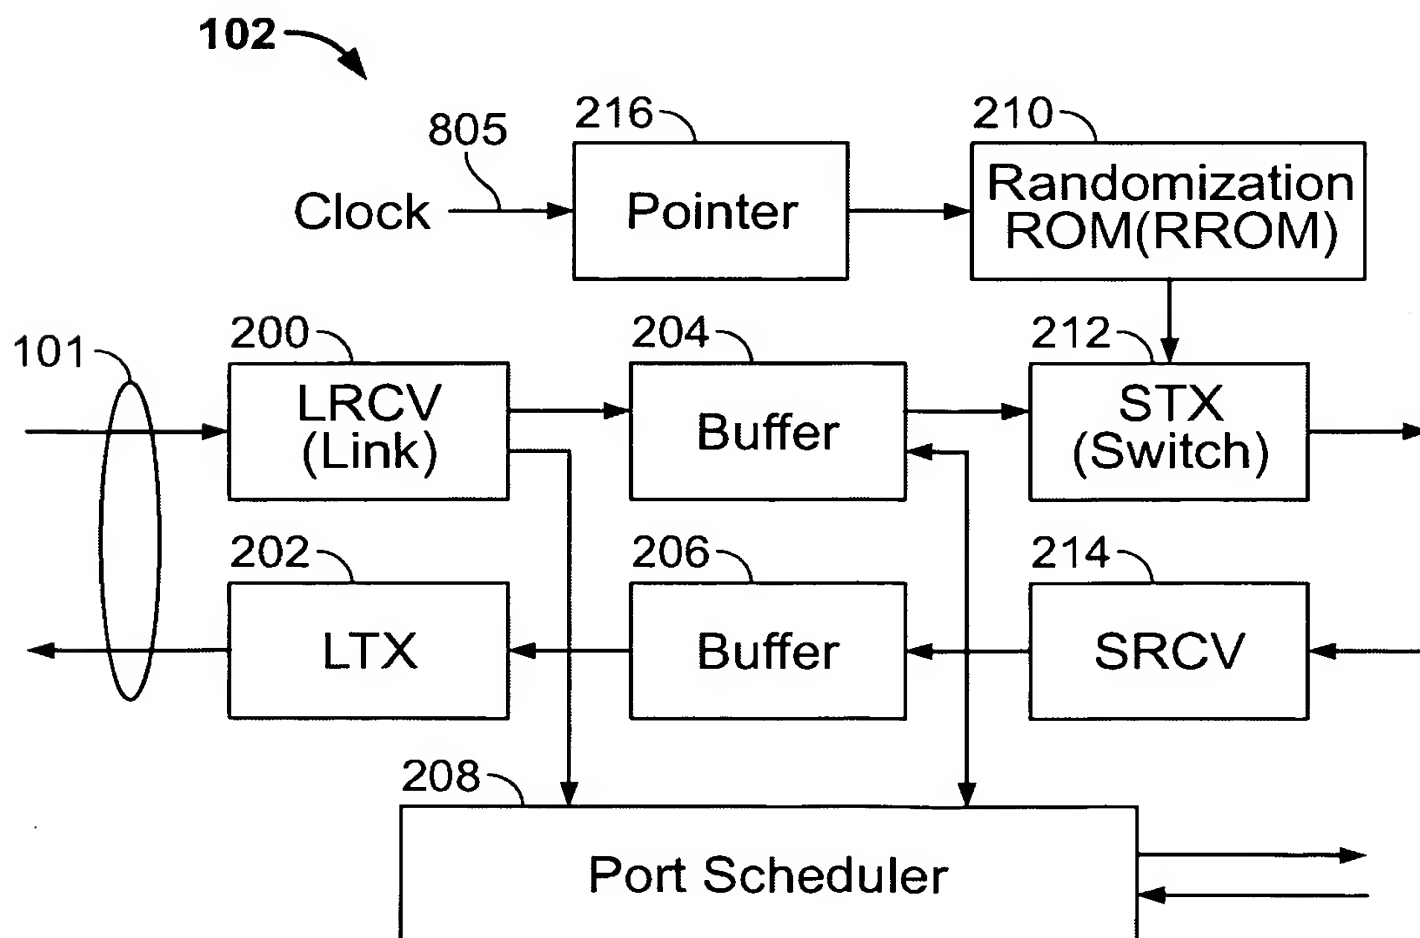 102
805
216
210
Clock
Pointer
Randomization
ROM(RROM)
101
200
204
212
LRCV
(Link)
Buffer
STX
(Switch)
202
206
214
LTX
Buffer
SRCV
208
Port Scheduler